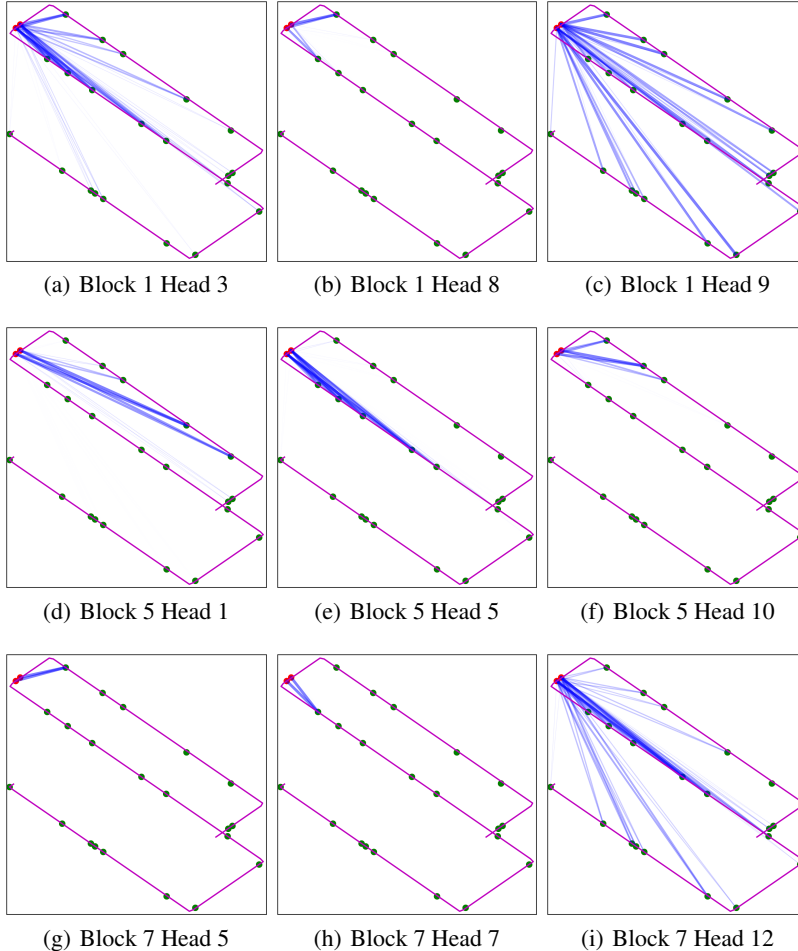 (a) Block 1 Head 3
(b) Block 1 Head 8
(c) Block 1 Head 9
(d) Block 5 Head 1
(e) Block 5 Head 5
(f) Block 5 Head 10
(g) Block 7 Head 5
(h) Block 7 Head 7
(i) Block 7 Head 12